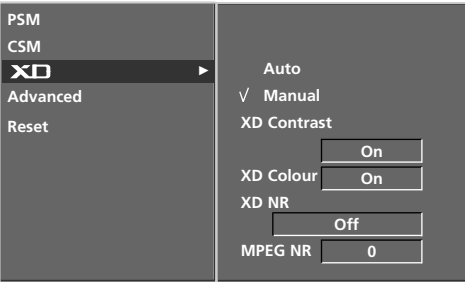 PSM
CSM
XD
Advanced
Reset
Auto
√ Manual
XD Contrast
On
XD Colour On
XD NR
Off
MPEG NR 0